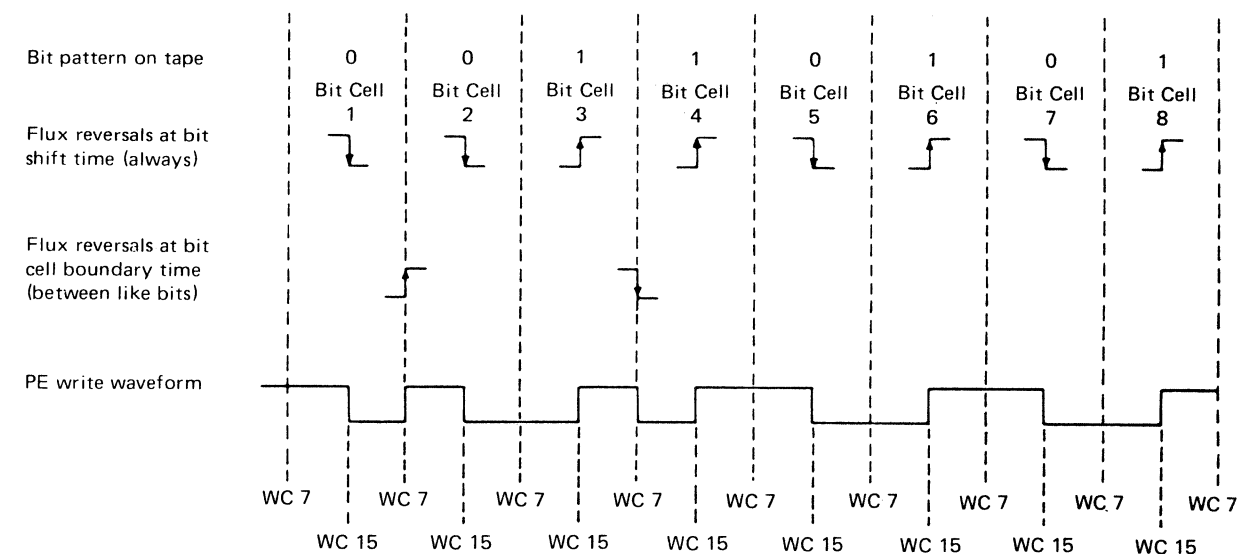 Bit pattern on tape
0 0 1 1 0 1 0 1
Bit Cell Bit Cell Bit Cell Bit Cell Bit Cell Bit Cell Bit Cell Bit Cell
1 2 3 4 5 6 7 8
Flux reversals at bit
shift time (always)
Flux reversals at bit
cell boundary time
(between like bits)
PE write waveform
WC 7 WC 7 WC 7 WC 7 WC 7 WC 7 WC 7 WC 7 WC 7
WC 15 WC 15 WC 15 WC 15 WC 15 WC 15 WC 15 WC 15